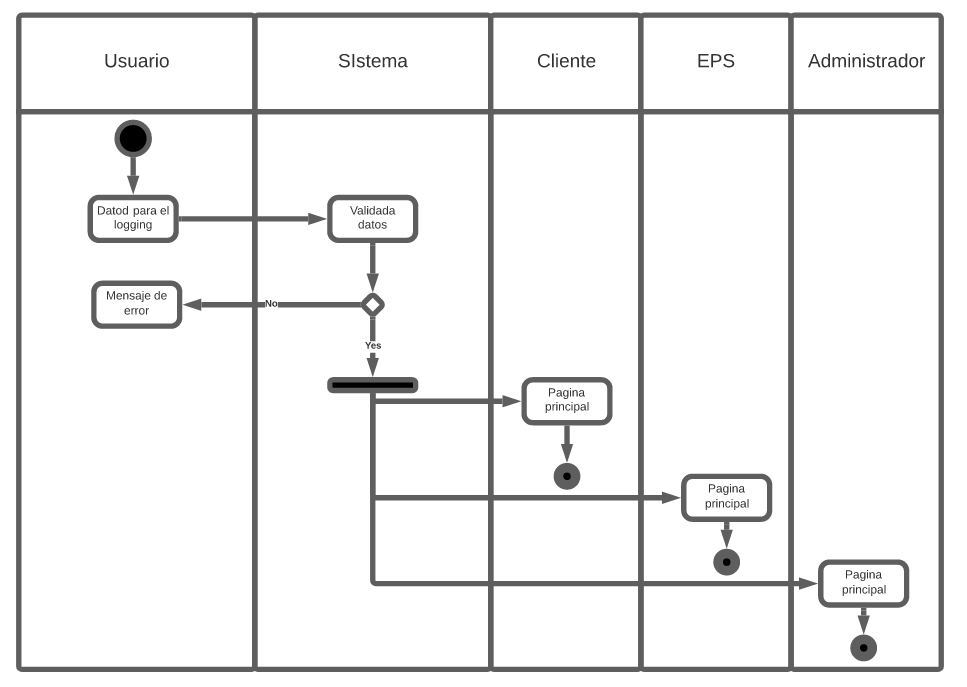 Usuario
SIstema
Cliente
EPS
Administrador
Datod para el
logging
Validada
datos
Mensaje de
error
No
Yes
Pagina
principal
Pagina
principal
Pagina
principal